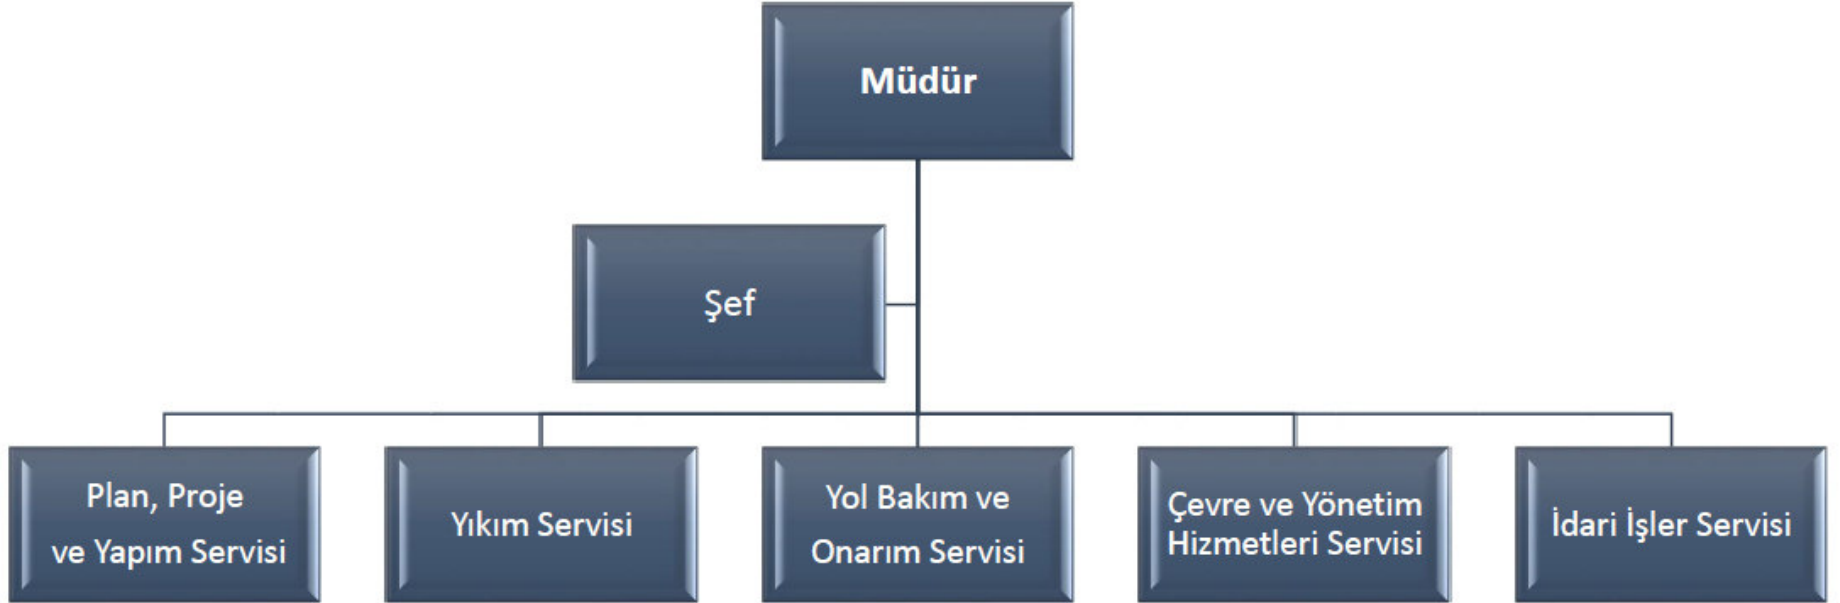 Müdür
Şef
Plan, Proje
ve Yapım Servisi
Yıkım Servisi
Yol Bakım ve
Onarım Servisi
Çevre ve Yönetim
Hizmetleri Servisi
İdari İşler Servisi